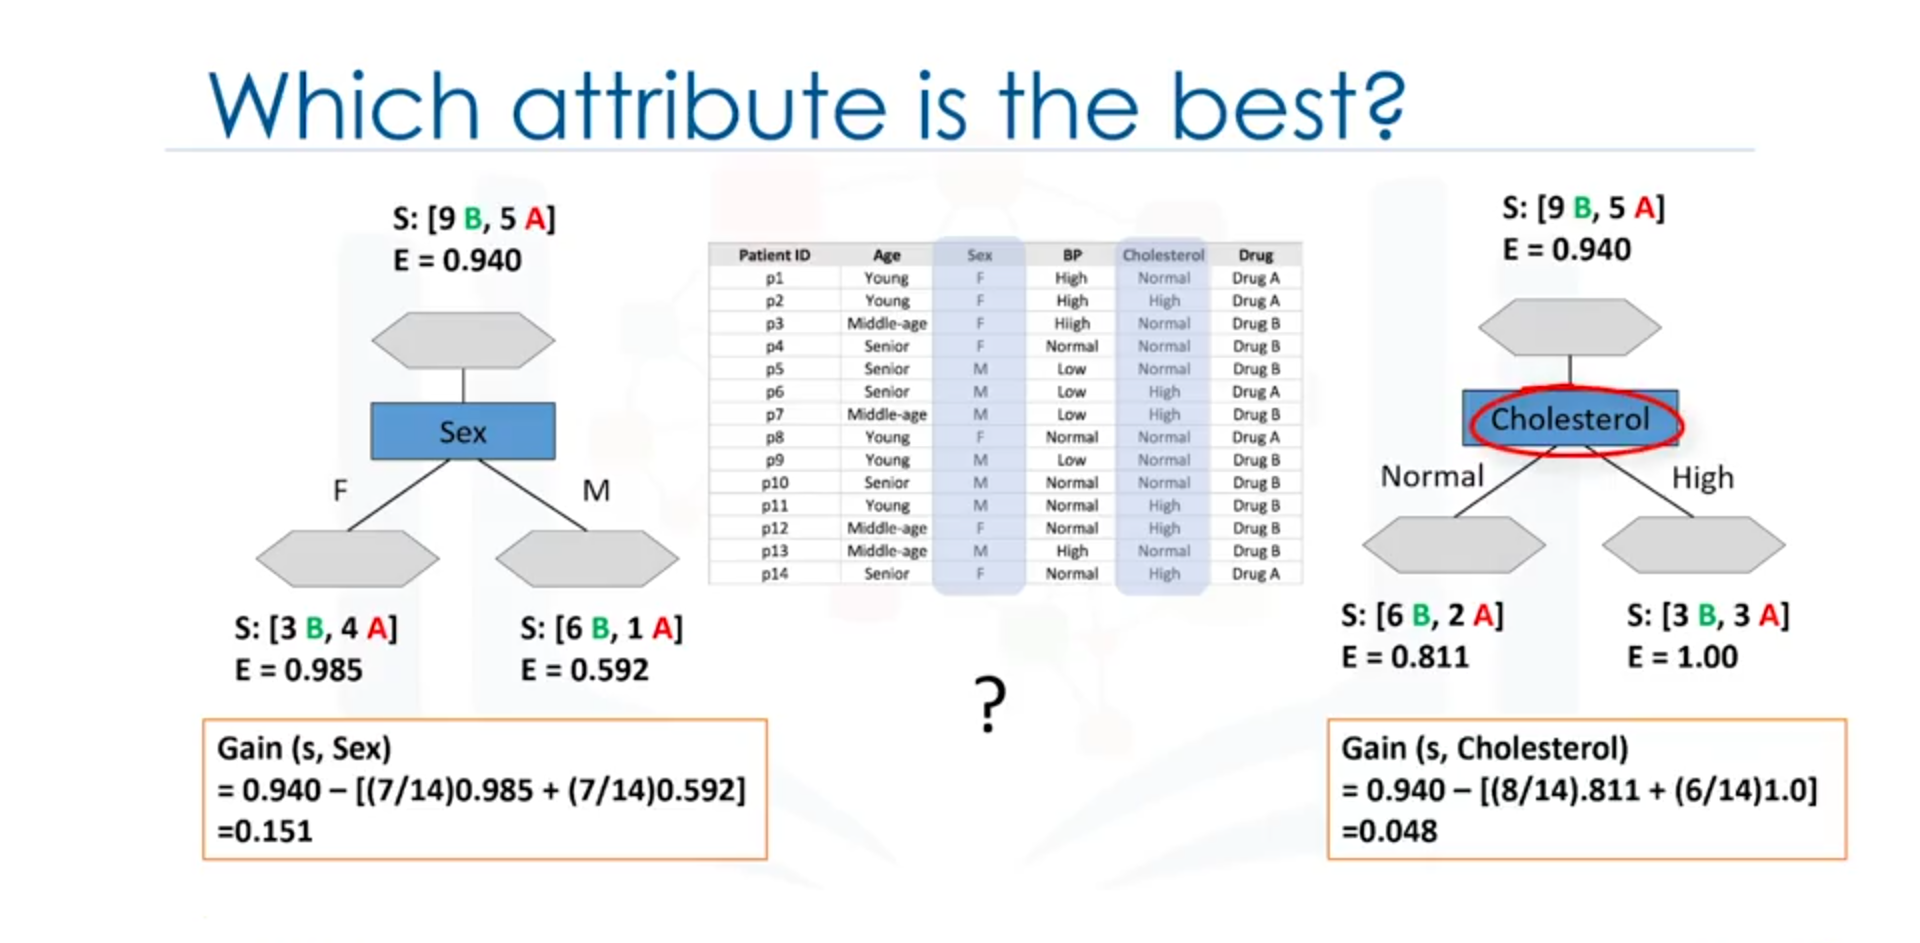 Which attribute is the best?
S: [9 B, 5 A]
E = 0.940
Sex
F
M
S: [3 B, 4 A]
E = 0.985
S: [6 B, 1 A]
E = 0.592
Gain (s, Sex)
= 0.940 – [(7/14)0.985 + (7/14)0.592]
=0.151
Patient ID Age Sex BP Cholesterol Drug
p1 Young F High Normal Drug A
p2 Young F High High Drug A
p3 Middle-age F Hiigh Normal Drug B
p4 Senior F Normal Normal Drug B
p5 Senior M Low Normal Drug B
p6 Senior M Low High Drug A
p7 Middle-age M Low High Drug B
p8 Young F Normal Normal Drug A
p9 Young M Low Normal Drug B
p10 Senior M Normal Normal Drug B
p11 Young M Normal High Drug B
p12 Middle-age F Normal High Drug B
p13 Middle-age M High Normal Drug B
p14 Senior F Normal High Drug A
?
S: [9 B, 5 A]
E = 0.940
Cholesterol
Normal
High
S: [6 B, 2 A]
E = 0.811
S: [3 B, 3 A]
E = 1.00
Gain (s, Cholesterol)
= 0.940 – [(8/14).811 + (6/14)1.0]
=0.048